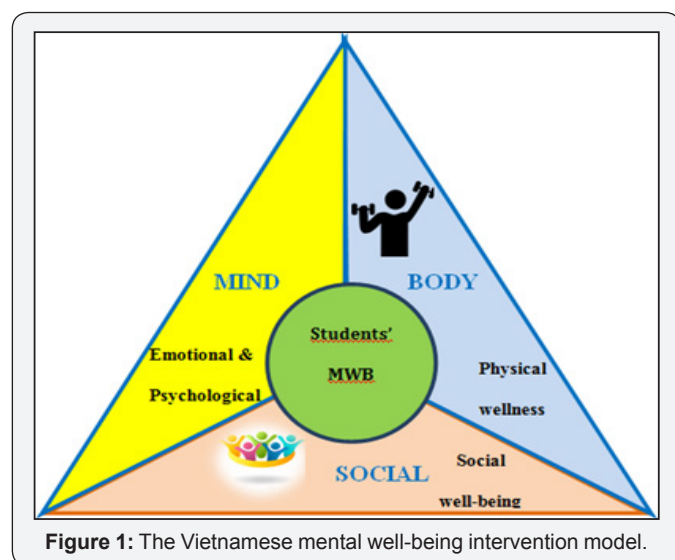 MIND
Emotional &
Psychological
BODY
Physical
wellness
Students’
MWB
SOCIAL
Social
well-being
Figure 1: The Vietnamese mental well-being intervention model.